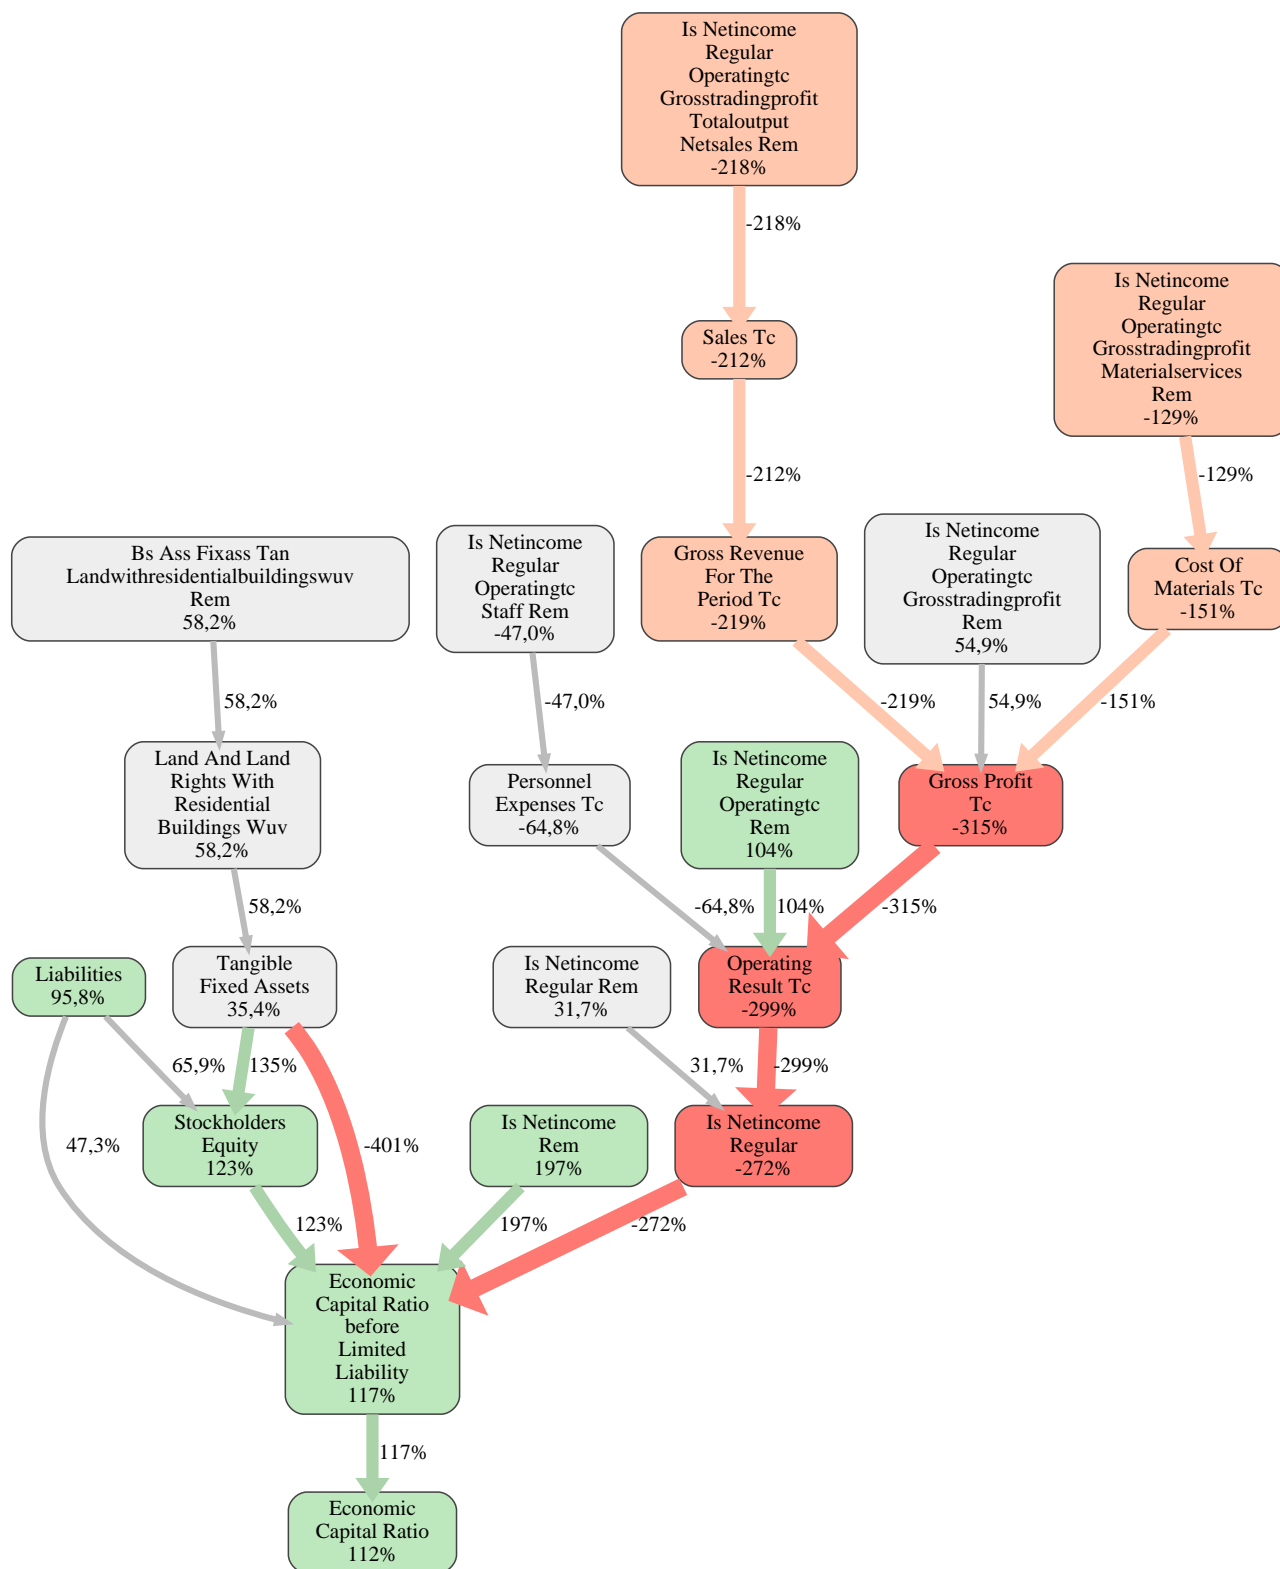 Is Netincome
Regular
Operatingtc
Grosstradingprofit
Totaloutput
Netsales Rem
-218%
-218%
Is Netincome
Regular
Operatingtc
Grosstradingprofit
Materialservices
Rem
-129%
Sales Tc
-212%
-212%
-129%
Bs Ass Fixass Tan
Landwithresidentialbuildingswuv
Rem
58,2%
Is Netincome
Regular
Operatingtc
Staff Rem
-47,0%
Gross Revenue
For The
Period Tc
-219%
Is Netincome
Regular
Operatingtc
Grosstradingprofit
Rem
54,9%
Cost Of
Materials Tc
-151%
58,2%
-47,0%
-219%
54,9%
-151%
Land And Land
Rights With
Residential
Buildings Wuv
58,2%
Personnel
Expenses Tc
-64,8%
Is Netincome
Regular
Operatingtc
Rem
104%
Gross Profit
Tc
-315%
58,2%
-64,8%
104%
-315%
Liabilities
95,8%
Tangible
Fixed Assets
35,4%
Is Netincome
Regular Rem
31,7%
Operating
Result Tc
-299%
65,9%
135%
31,7%
-299%
47,3%
Stockholders
Equity
123%
-401%
Is Netincome
Rem
197%
Is Netincome
Regular
-272%
123%
197%
-272%
Economic
Capital Ratio
before
Limited
Liability
117%
117%
Economic
Capital Ratio
112%